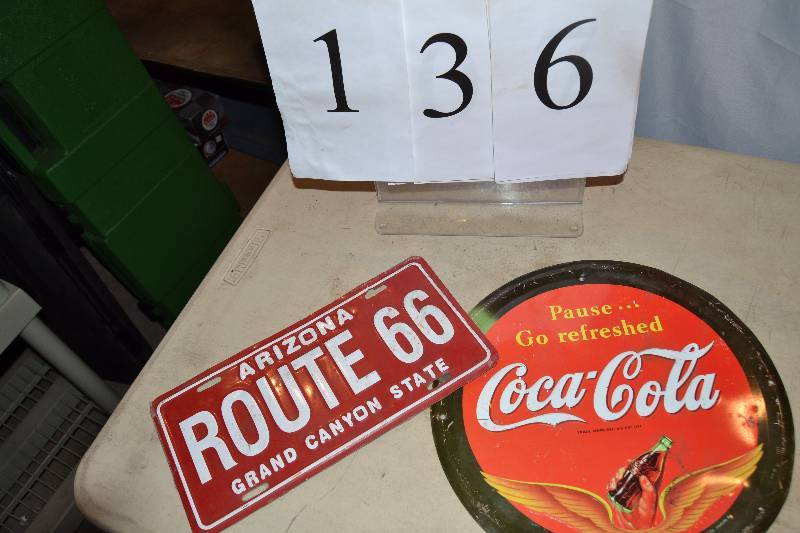 136
ARIZONA
ROUTE 66
GRAND CANYON STATE
Pause...
Go refreshed
Coca-Cola